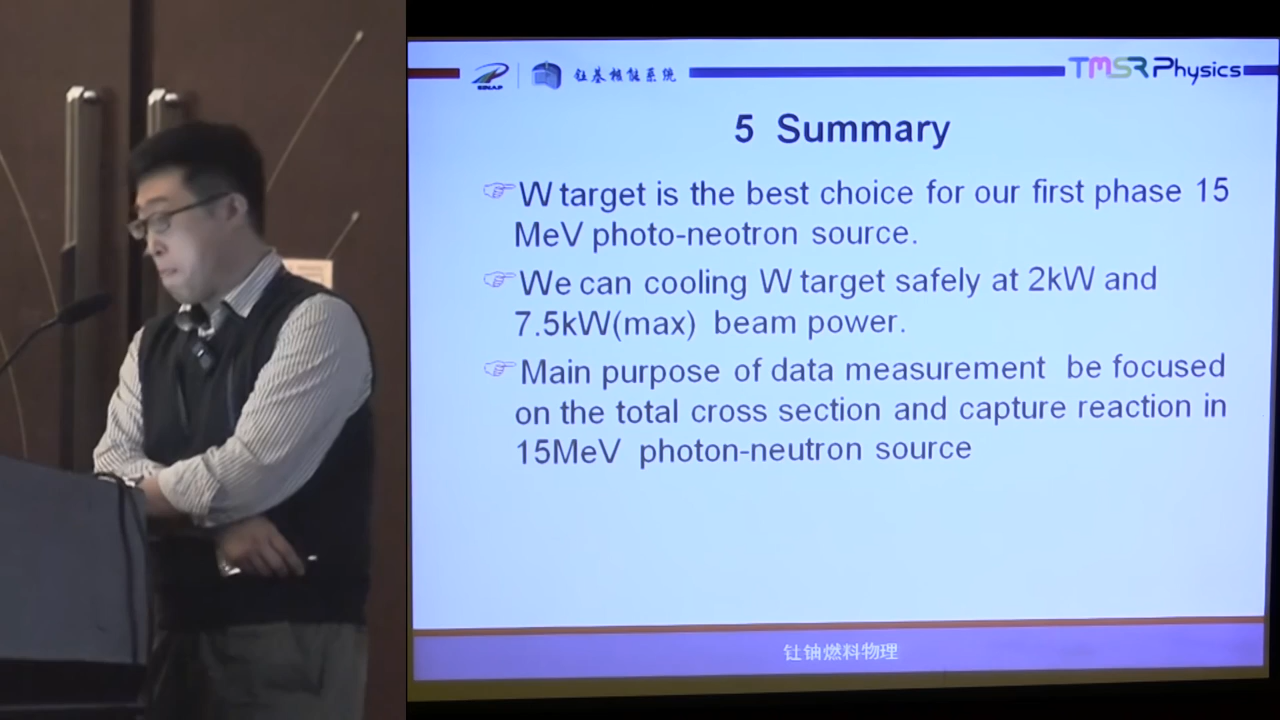 SINAP
钍基核能系统
TMSR Physics
5 Summary
W target is the best choice for our first phase 15
MeV photo-neotron source.
We can cooling W target safely at 2kW and
7.5kW(max) beam power.
Main purpose of data measurement be focused
on the total cross section and capture reaction in
15MeV photon-neutron source
钍铀燃料物理